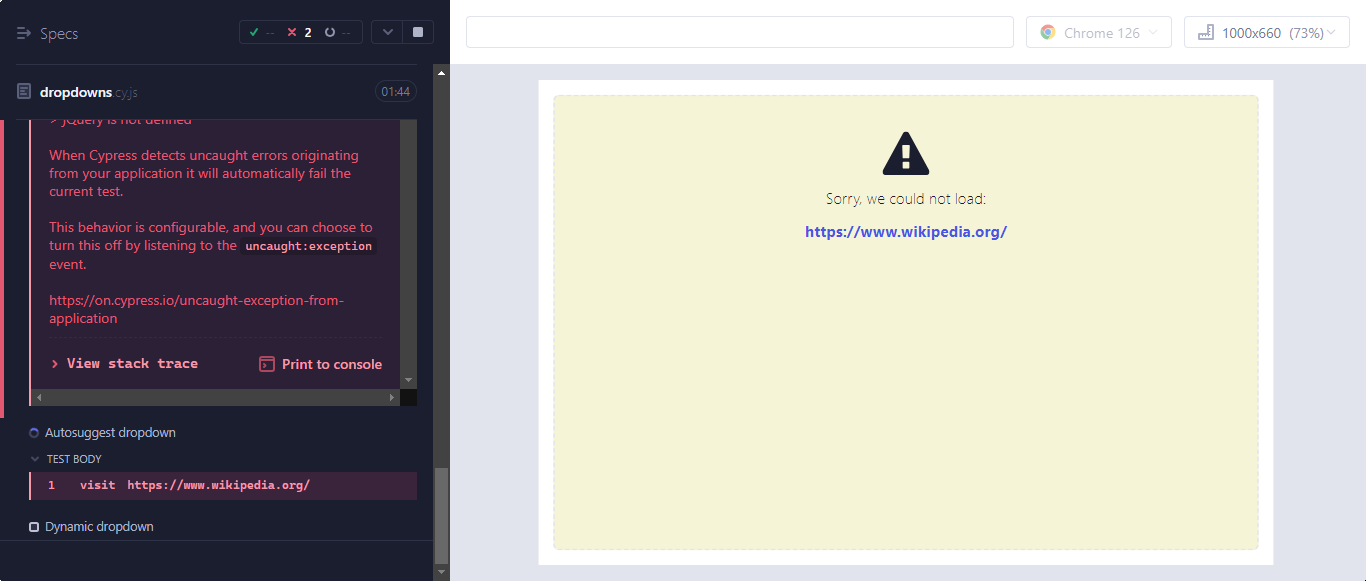 Specs
-- 2 --
Chrome 126
1000x660 (73%)
dropdowns.cy.js
01:44
> jQuery is not defined
When Cypress detects uncaught errors originating
from your application it will automatically fail the
current test.
This behavior is configurable, and you can choose to
turn this off by listening to the uncaught:exception
event.
https://on.cypress.io/uncaught-exception-from-
application
View stack trace
Print to console
Autosuggest dropdown
TEST BODY
1 visit https://www.wikipedia.org/
Dynamic dropdown
Sorry, we could not load:
https://www.wikipedia.org/